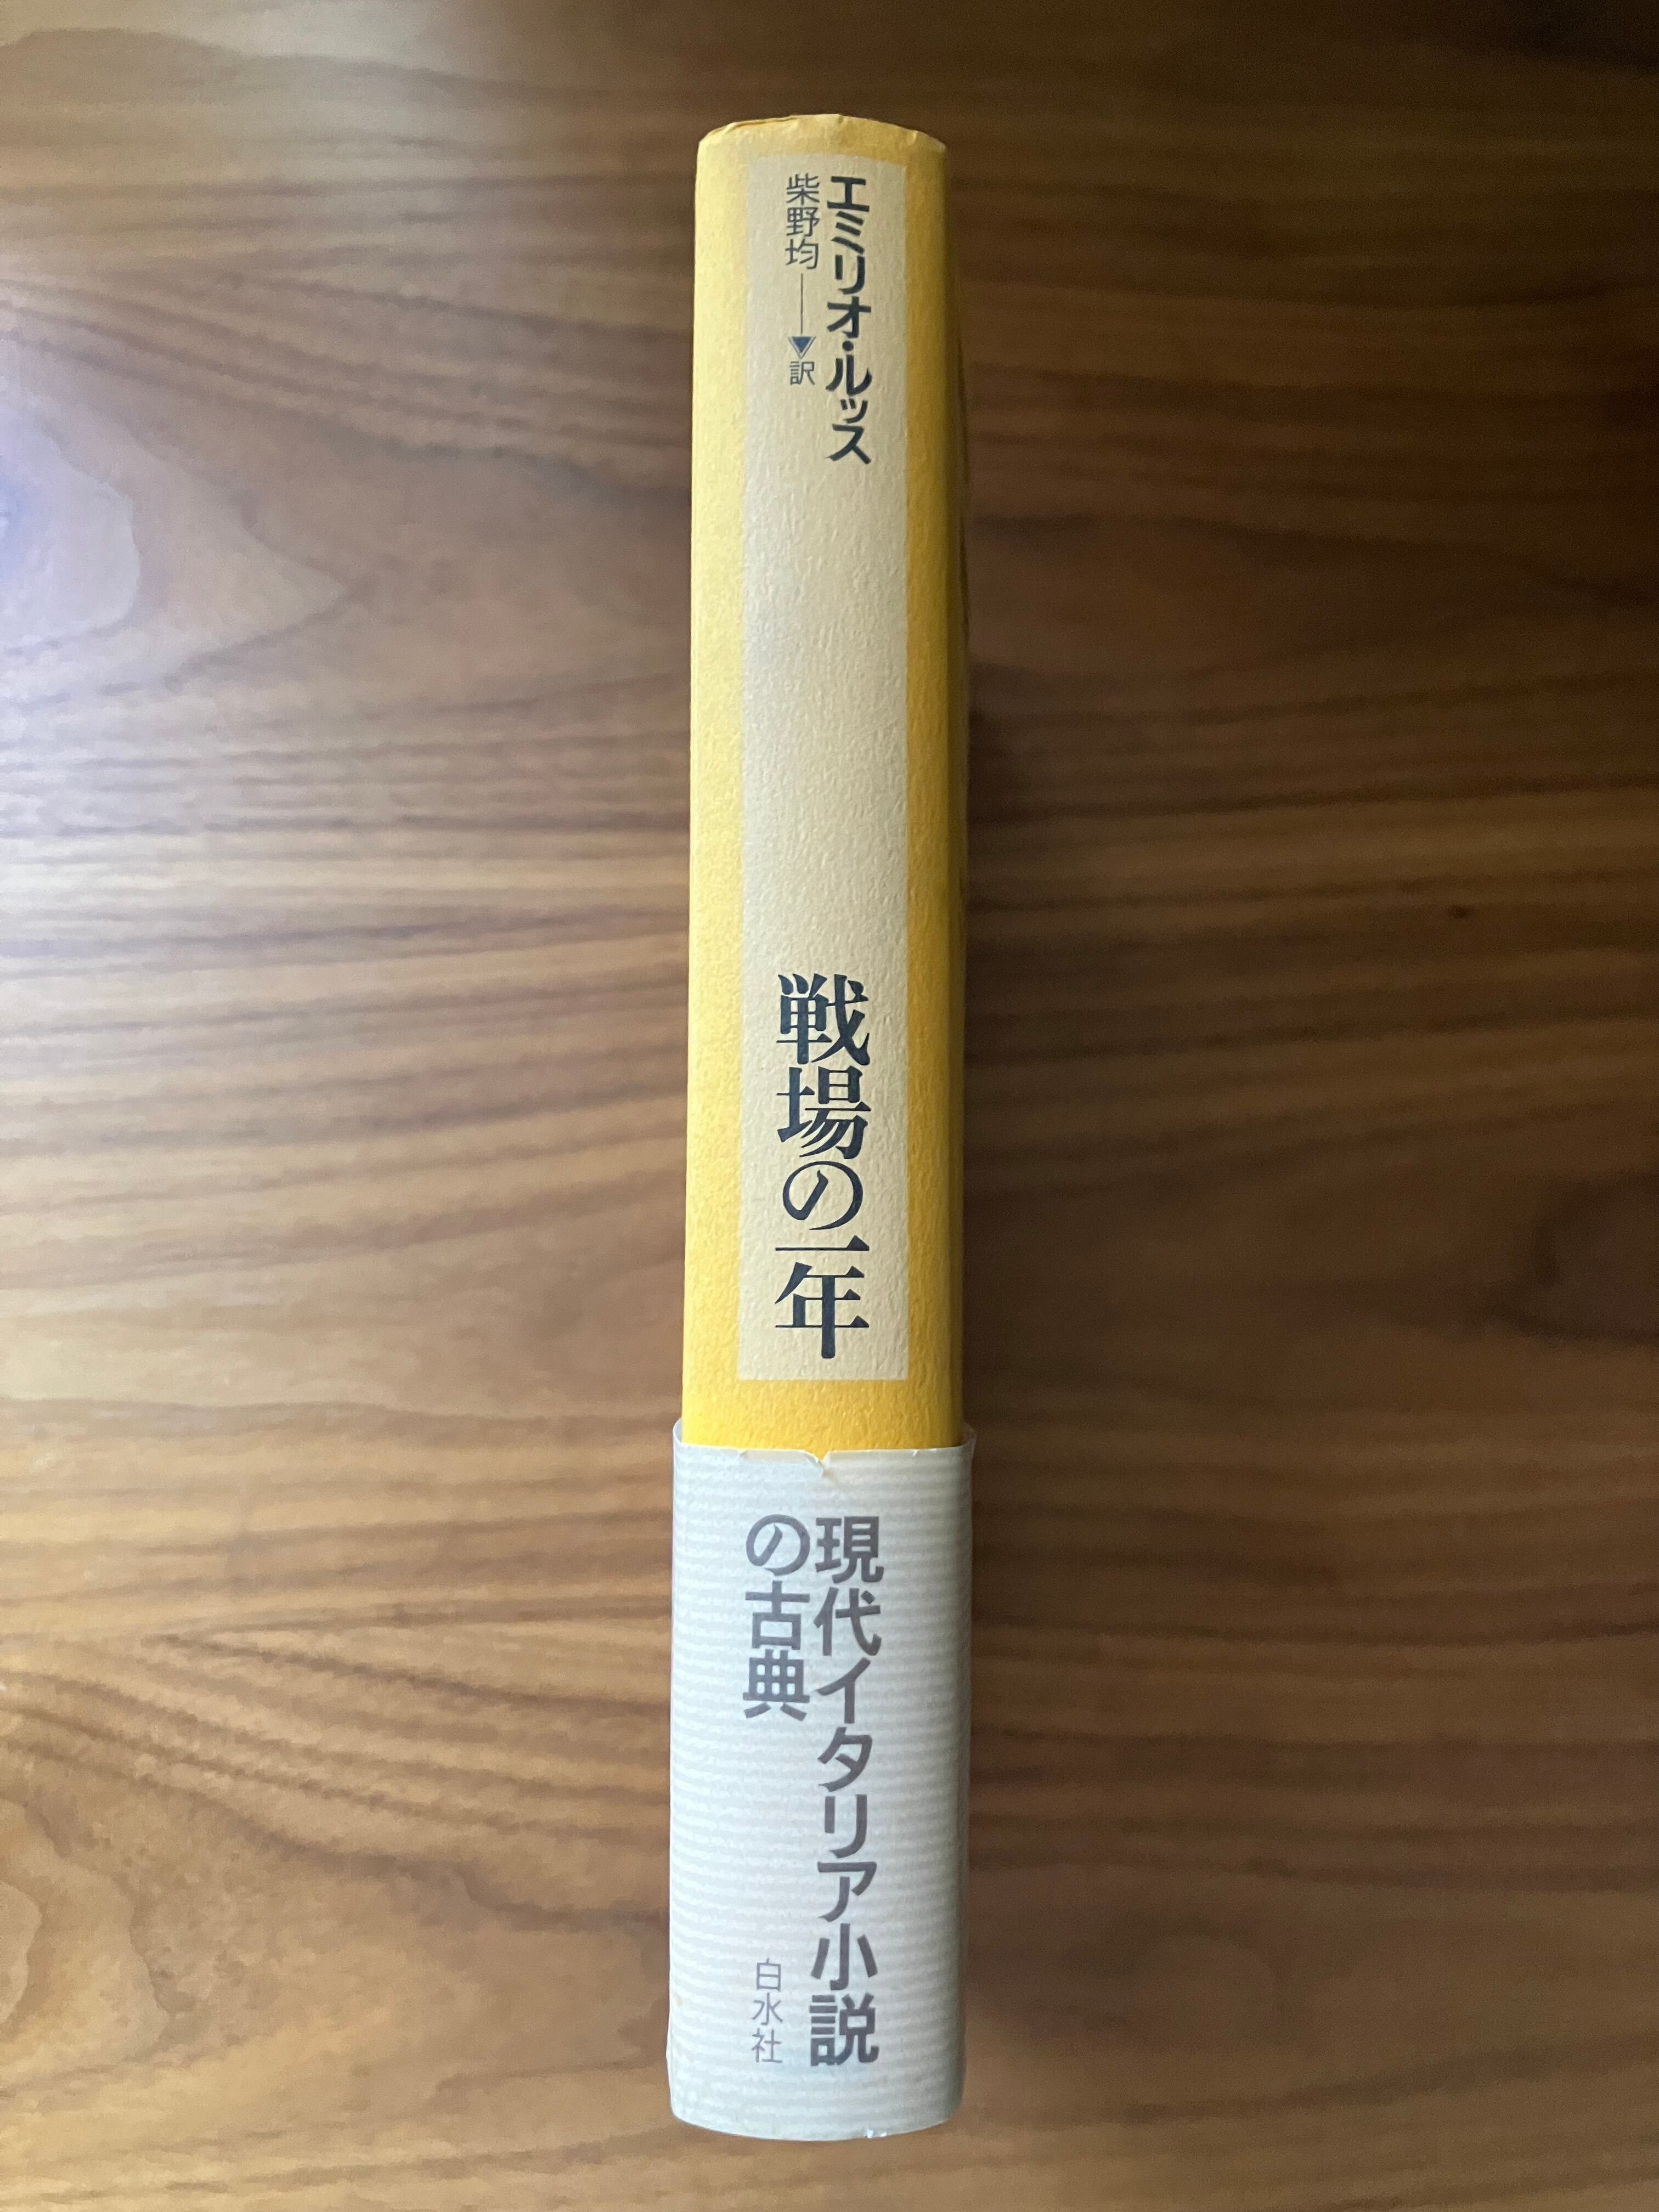 エミリオ・ルッス
柴野均 訳
戦場の一年
現代イタリア小説
の古典
白水社